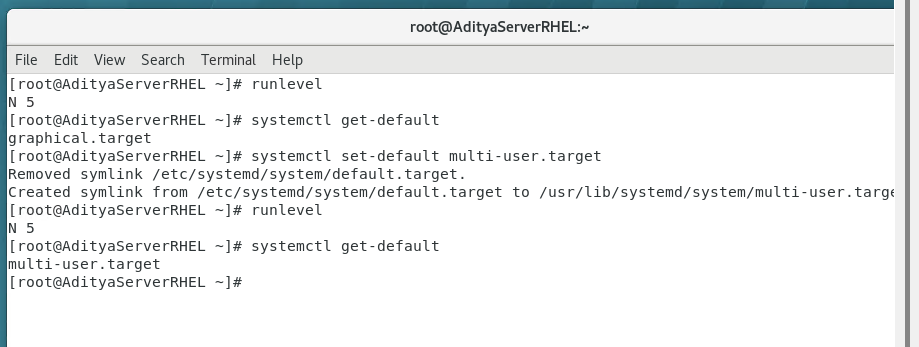 root@AdityaServerRHEL:~
File Edit View Search Terminal Help
[root@AdityaServerRHEL ~]# runlevel
N 5
[root@AdityaServerRHEL ~]# systemctl get-default
graphical.target
[root@AdityaServerRHEL ~]# systemctl set-default multi-user.target
Removed symlink /etc/systemd/system/default.target.
Created symlink from /etc/systemd/system/default.target to /usr/lib/systemd/system/multi-user.targe
[root@AdityaServerRHEL ~]# runlevel
N 5
[root@AdityaServerRHEL ~]# systemctl get-default
multi-user.target
[root@AdityaServerRHEL ~]#